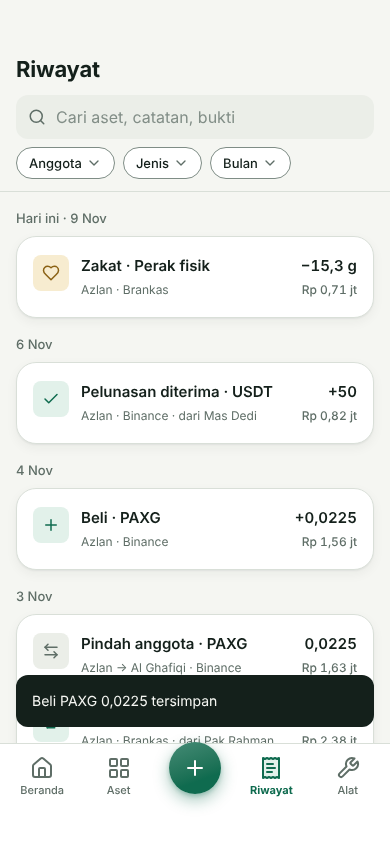 Riwayat
Cari aset, catatan, bukti
Anggota
Jenis
Bulan
Hari ini · 9 Nov
Zakat · Perak fisik
−15,3 g
Azlan · Brankas
Rp 0,71 jt
6 Nov
Pelunasan diterima · USDT
+50
Azlan · Binance · dari Mas Dedi
Rp 0,82 jt
4 Nov
Beli · PAXG
+0,0225
Azlan · Binance
Rp 1,56 jt
3 Nov
Pindah anggota · PAXG
0,0225
Azlan → Al Ghafiqi · Binance
Rp 1,63 jt
Beli PAXG 0,0225 tersimpan
Azlan · Brankas · dari Pak Rahman
Rp 2,38 jt
Beranda
Aset
Riwayat
Alat